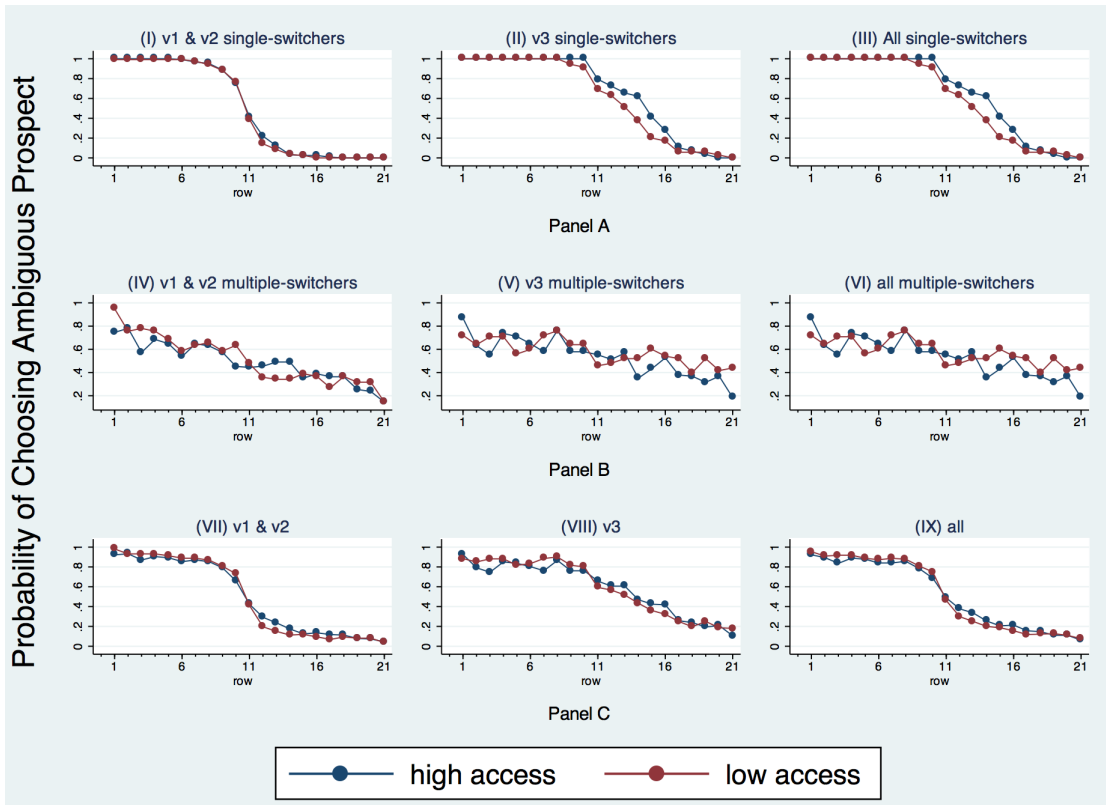 Probability of Choosing Ambiguous Prospect
(I) v1 & v2 single-switchers
0 .2 .4 .6 .8 1
1 6 11 16 21
row
(II) v3 single-switchers
0 .2 .4 .6 .8 1
1 6 11 16 21
row
(III) All single-switchers
0 .2 .4 .6 .8 1
1 6 11 16 21
row
Panel A
(IV) v1 & v2 multiple-switchers
.2 .4 .6 .8 1
1 6 11 16 21
row
(V) v3 multiple-switchers
.2 .4 .6 .8 1
1 6 11 16 21
row
(VI) all multiple-switchers
.2 .4 .6 .8 1
1 6 11 16 21
row
Panel B
(VII) v1 & v2
0 .2 .4 .6 .8 1
1 6 11 16 21
row
(VIII) v3
0 .2 .4 .6 .8 1
1 6 11 16 21
row
(IX) all
0 .2 .4 .6 .8 1
1 6 11 16 21
row
Panel C
high access
low access